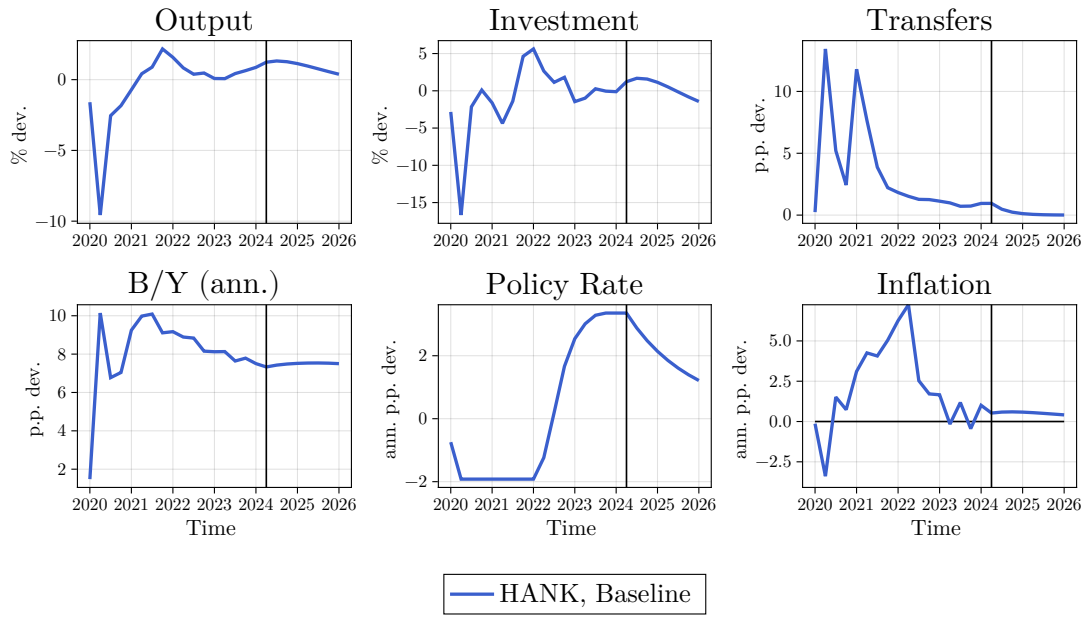 Output Investment Transfers
% dev. % dev. p.p. dev.
0 −5 −10
5 0 −5 −10 −15
10 5 0
2020 2021 2022 2023 2024 2025 2026
2020 2021 2022 2023 2024 2025 2026
2020 2021 2022 2023 2024 2025 2026
B/Y (ann.) Policy Rate Inflation
p.p. dev. ann. p.p. dev. ann. p.p. dev.
10 8 6 4 2
2 0 −2
5.0 2.5 0.0 −2.5
2020 2021 2022 2023 2024 2025 2026
2020 2021 2022 2023 2024 2025 2026
2020 2021 2022 2023 2024 2025 2026
Time Time Time
HANK, Baseline